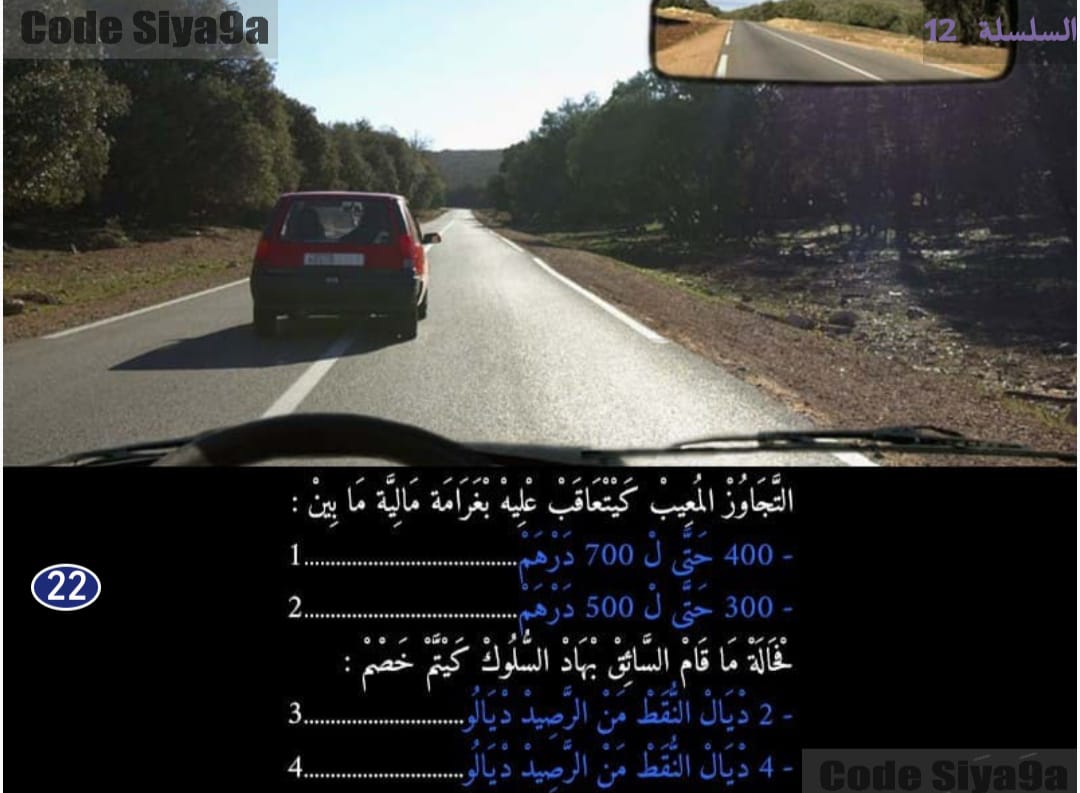 Code Siya9a
السلسلة 12
التَّجَاوُزْ المُعِيبْ كَيْتْعَاقَبْ عْلِيهْ بْغَرَامَة مَالِيَّة مَا بِينْ :
- 400 حَتَّى لْ 700 دَرْهَمْ......................................1
- 300 حَتَّى لْ 500 دَرْهَمْ......................................2
22
فْحَالَةْ مَا قَامْ السَّائِقْ بْهَادْ السُّلُوكْ كَيْتَّمْ خَصْمْ :
- 2 دْيَالْ النُّقَطْ مَنْ الرَّصِيدْ دْيَالُو............................3
- 4 دْيَالْ النُّقَطْ مَنْ الرَّصِيدْ دْيَالُو............................4
Code Siya9a